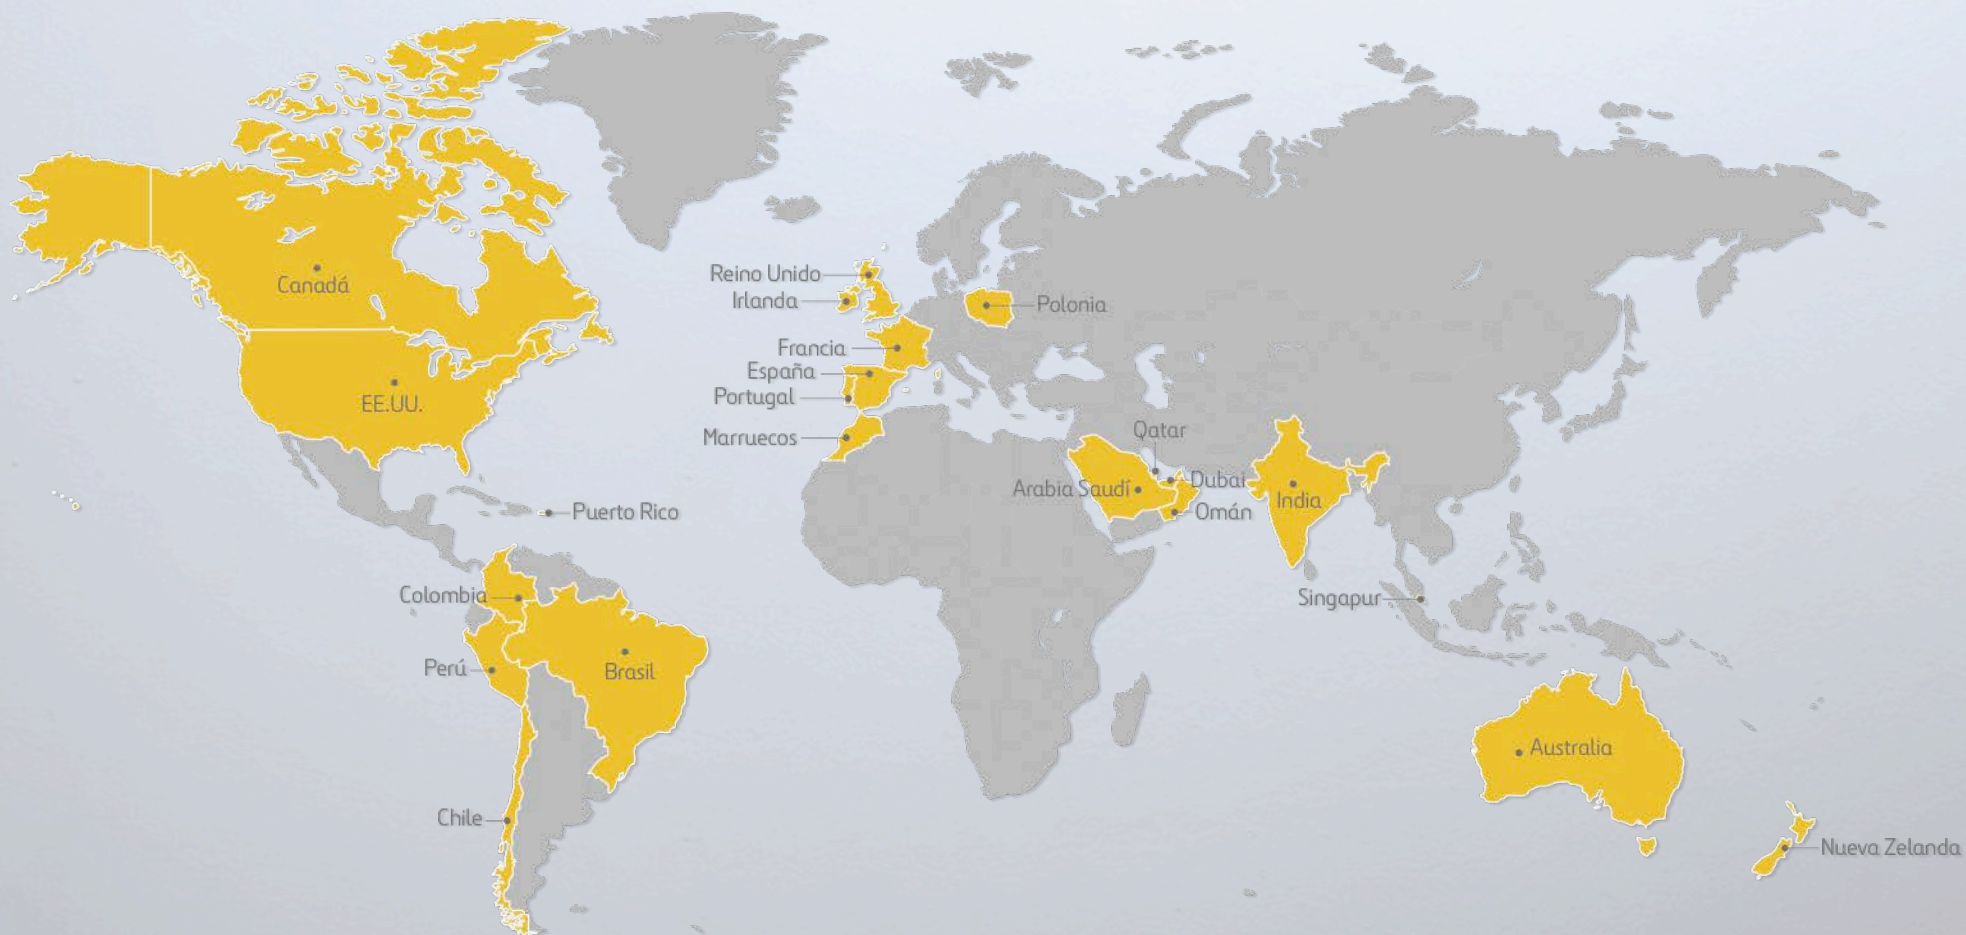 Canadá
EE.UU.
Puerto Rico
Colombia
Perú
Brasil
Chile
Reino Unido
Irlanda
Francia
España
Portugal
Marruecos
Polonia
Qatar
Arabia Saudí
Dubai
Omán
India
Singapur
Australia
Nueva Zelanda